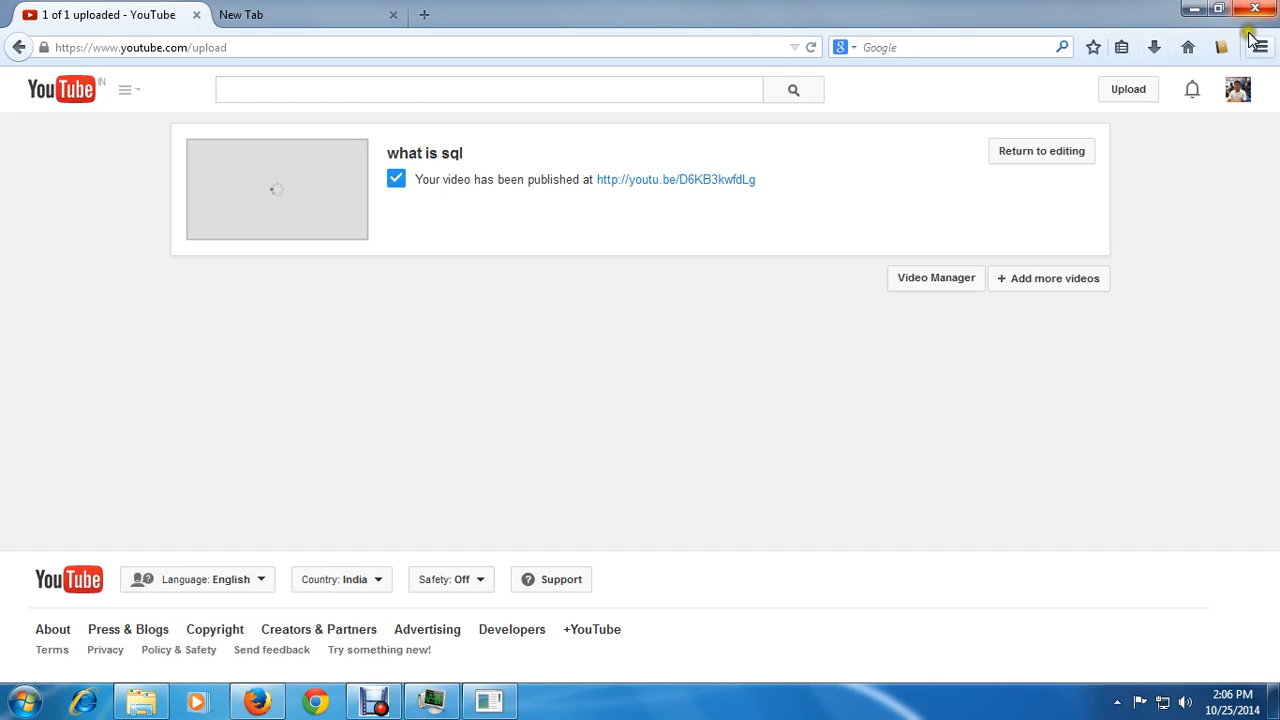 1 of 1 uploaded - YouTube
New Tab
https://www.youtube.com/upload
Google
YouTube IN
Upload
what is sql
Return to editing
Your video has been published at http://youtu.be/D6KB3kwfdLg
Video Manager
+ Add more videos
YouTube
Language: English
Country: India
Safety: Off
Support
About Press & Blogs Copyright Creators & Partners Advertising Developers +YouTube
Terms Privacy Policy & Safety Send feedback Try something new!
2:06 PM
10/25/2014